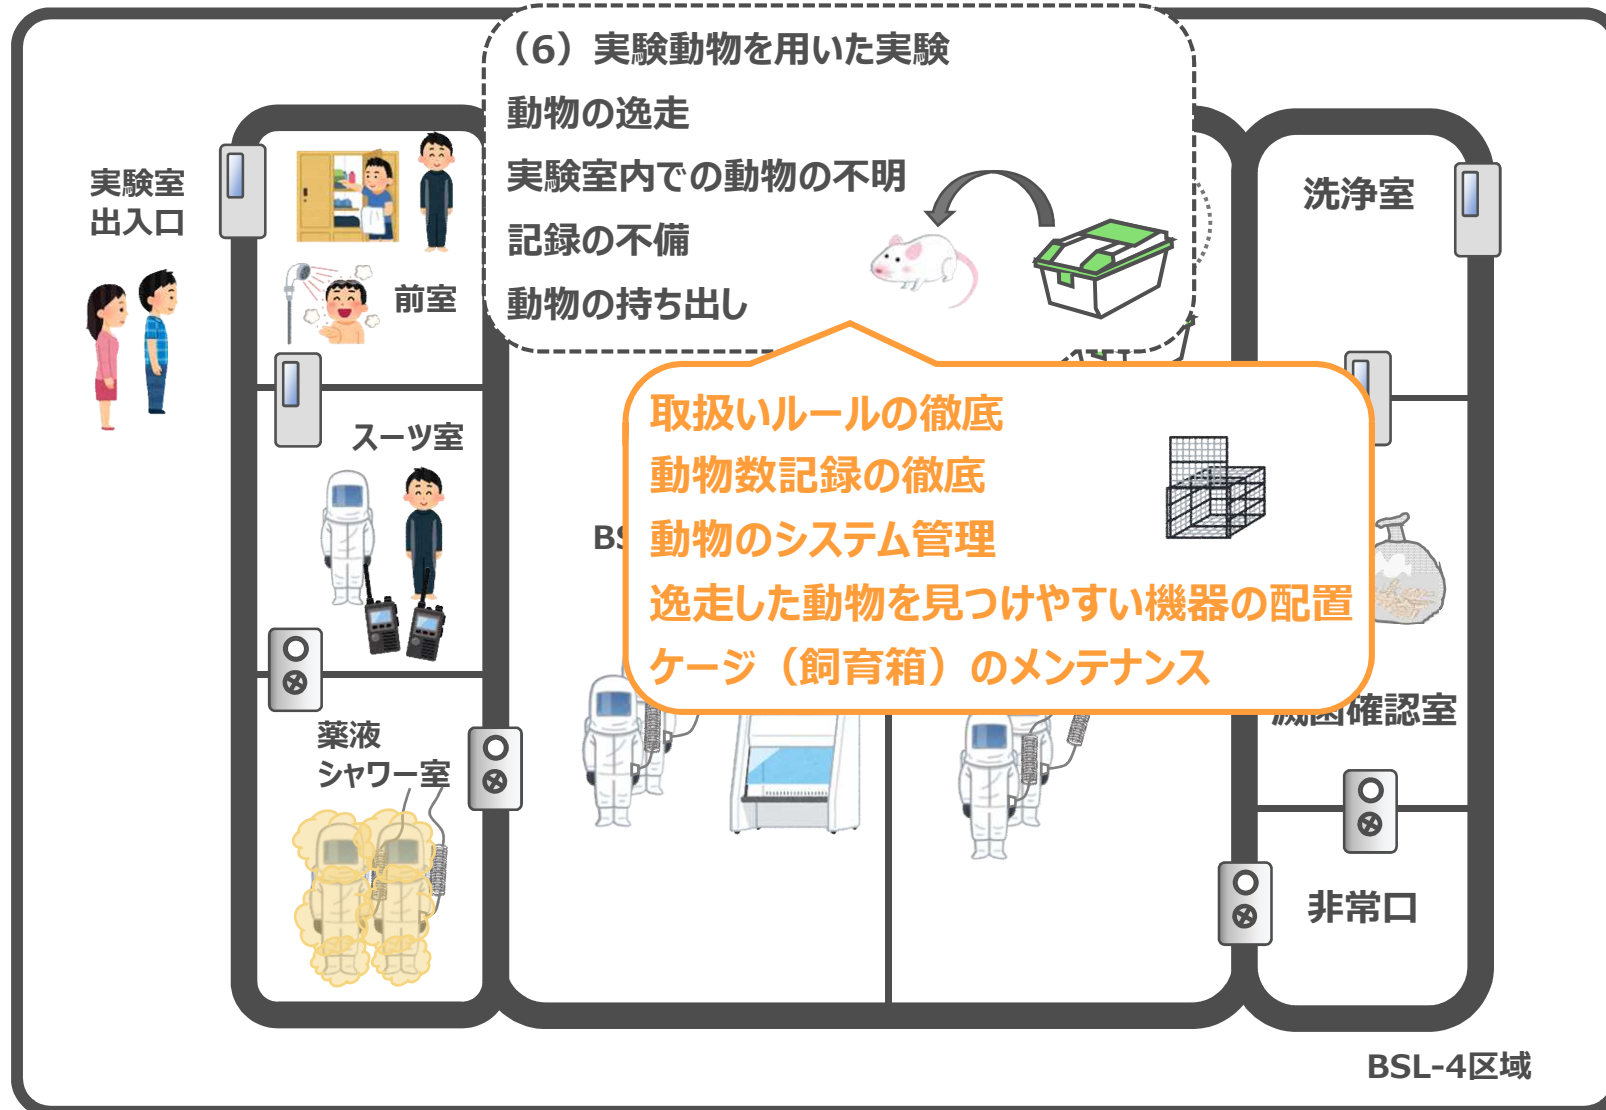 （6）実験動物を用いた実験
動物の逸走
実験室内での動物の不明
記録の不備
動物の持ち出し
取扱いルールの徹底
動物数記録の徹底
動物のシステム管理
逸走した動物を見つけやすい機器の配置
ケージ（飼育箱）のメンテナンス
実験室
出入口
前室
スーツ室
薬液
シャワー室
BS
洗浄室
滅菌確認室
非常口
BSL-4区域